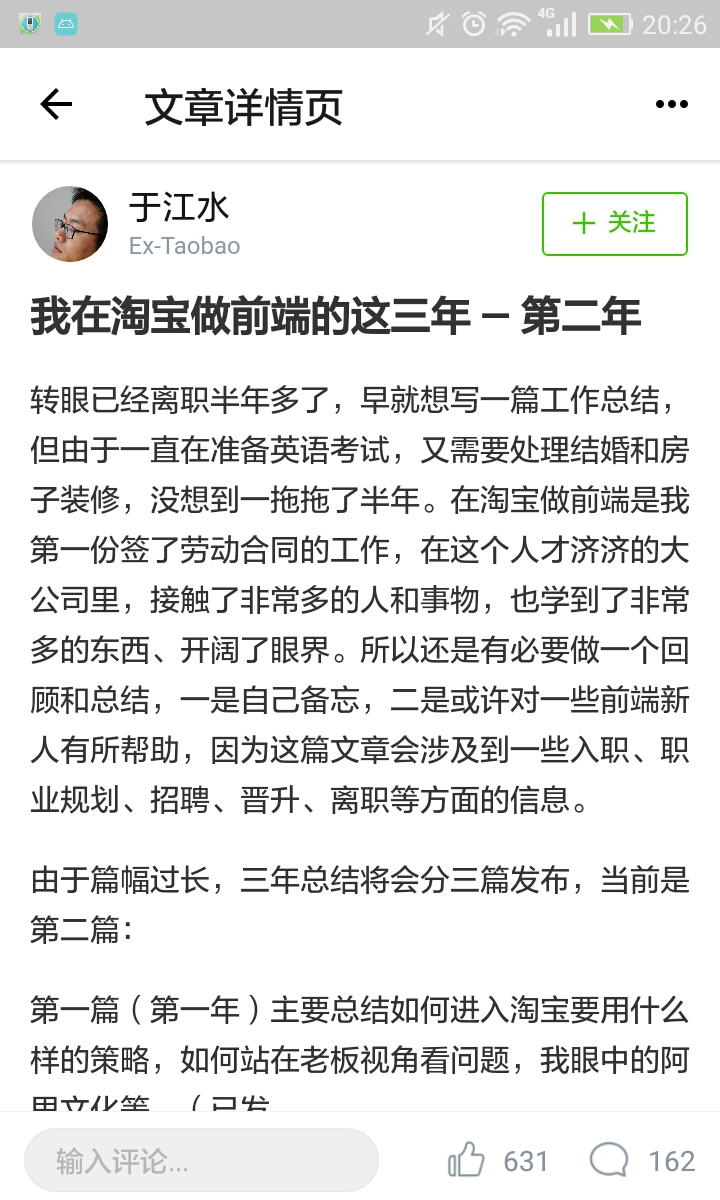 4G
20:26
文章详情页
于江水
Ex-Taobao
关注
我在淘宝做前端的这三年 — 第二年
转眼已经离职半年多了，早就想写一篇工作总结，
但由于一直在准备英语考试，又需要处理结婚和房
子装修，没想到一拖拖了半年。在淘宝做前端是我
第一份签了劳动合同的工作，在这个人才济济的大
公司里，接触了非常多的人和事物，也学到了非常
多的东西、开阔了眼界。所以还是有必要做一个回
顾和总结，一是自己备忘，二是或许对一些前端新
人有所帮助，因为这篇文章会涉及到一些入职、职
业规划、招聘、晋升、离职等方面的信息。
由于篇幅过长，三年总结将会分三篇发布，当前是
第二篇：
第一篇（第一年）主要总结如何进入淘宝要用什么
样的策略，如何站在老板视角看问题，我眼中的阿
里文化等。（已发
输入评论...
631
162